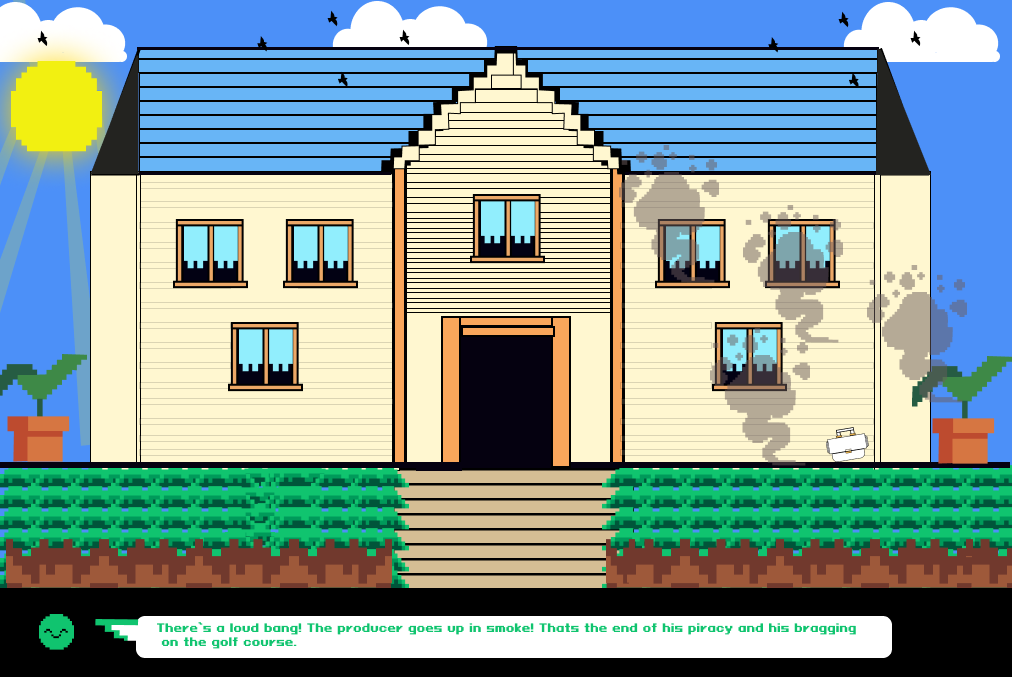 There`s a loud bang! The producer goes up in smoke! Thats the end of his piracy and his bragging
on the golf course.